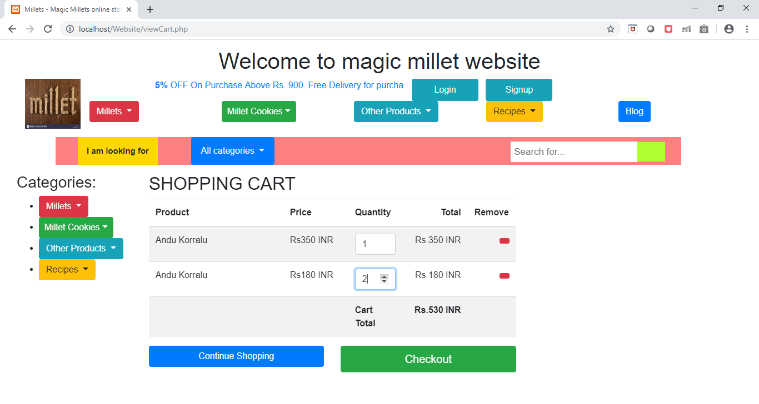 Millets - Magic Millets online sto
localhost/Website/viewCart.php
Welcome to magic millet website
millet
5% OFF On Purchase Above Rs. 900. Free Delivery for purcha
Login
Signup
Millets
Millet Cookies
Other Products
Recipes
Blog
I am looking for
All categories
Search for...
Categories:
Millets
Millet Cookies
Other Products
Recipes
SHOPPING CART
Product Price Quantity Total Remove
Andu Korralu Rs350 INR 1 Rs.350 INR
Andu Korralu Rs180 INR 2 Rs.180 INR
Cart Total Rs.530 INR
Continue Shopping
Checkout